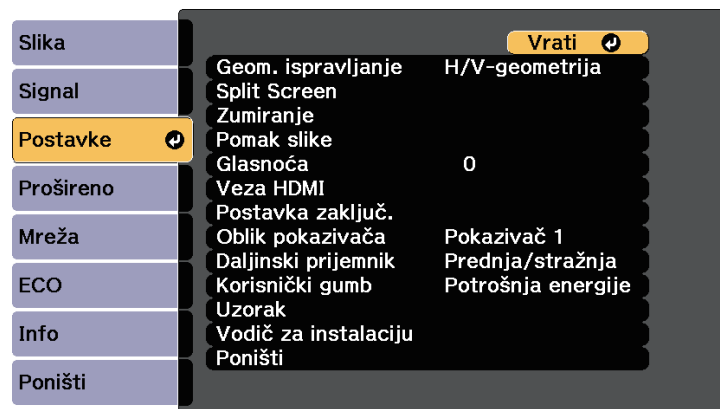 Slika
Signal
Postavke
Prošireno
Mreža
ECO
Info
Poništi
Vrati
Geom. ispravljanje H/V-geometrija
Split Screen
Zumiranje
Pomak slike
Glasnoća 0
Veza HDMI
Postavka zaključ.
Oblik pokazivača Pokazivač 1
Daljinski prijemnik Prednja/stražnja
Korisnički gumb Potrošnja energije
Uzorak
Vodič za instalaciju
Poništi